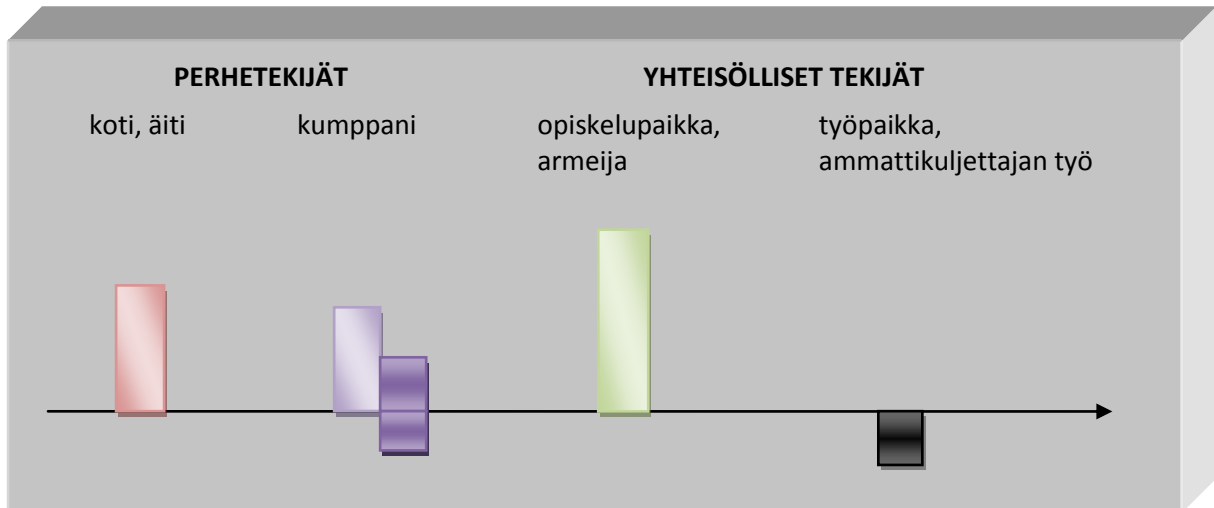 PERHETEKIJÄT
YHTEISÖLLISET TEKIJÄT
koti, äiti
kumppani
opiskelupaikka,
armeija
työpaikka,
ammattikuljettajan työ